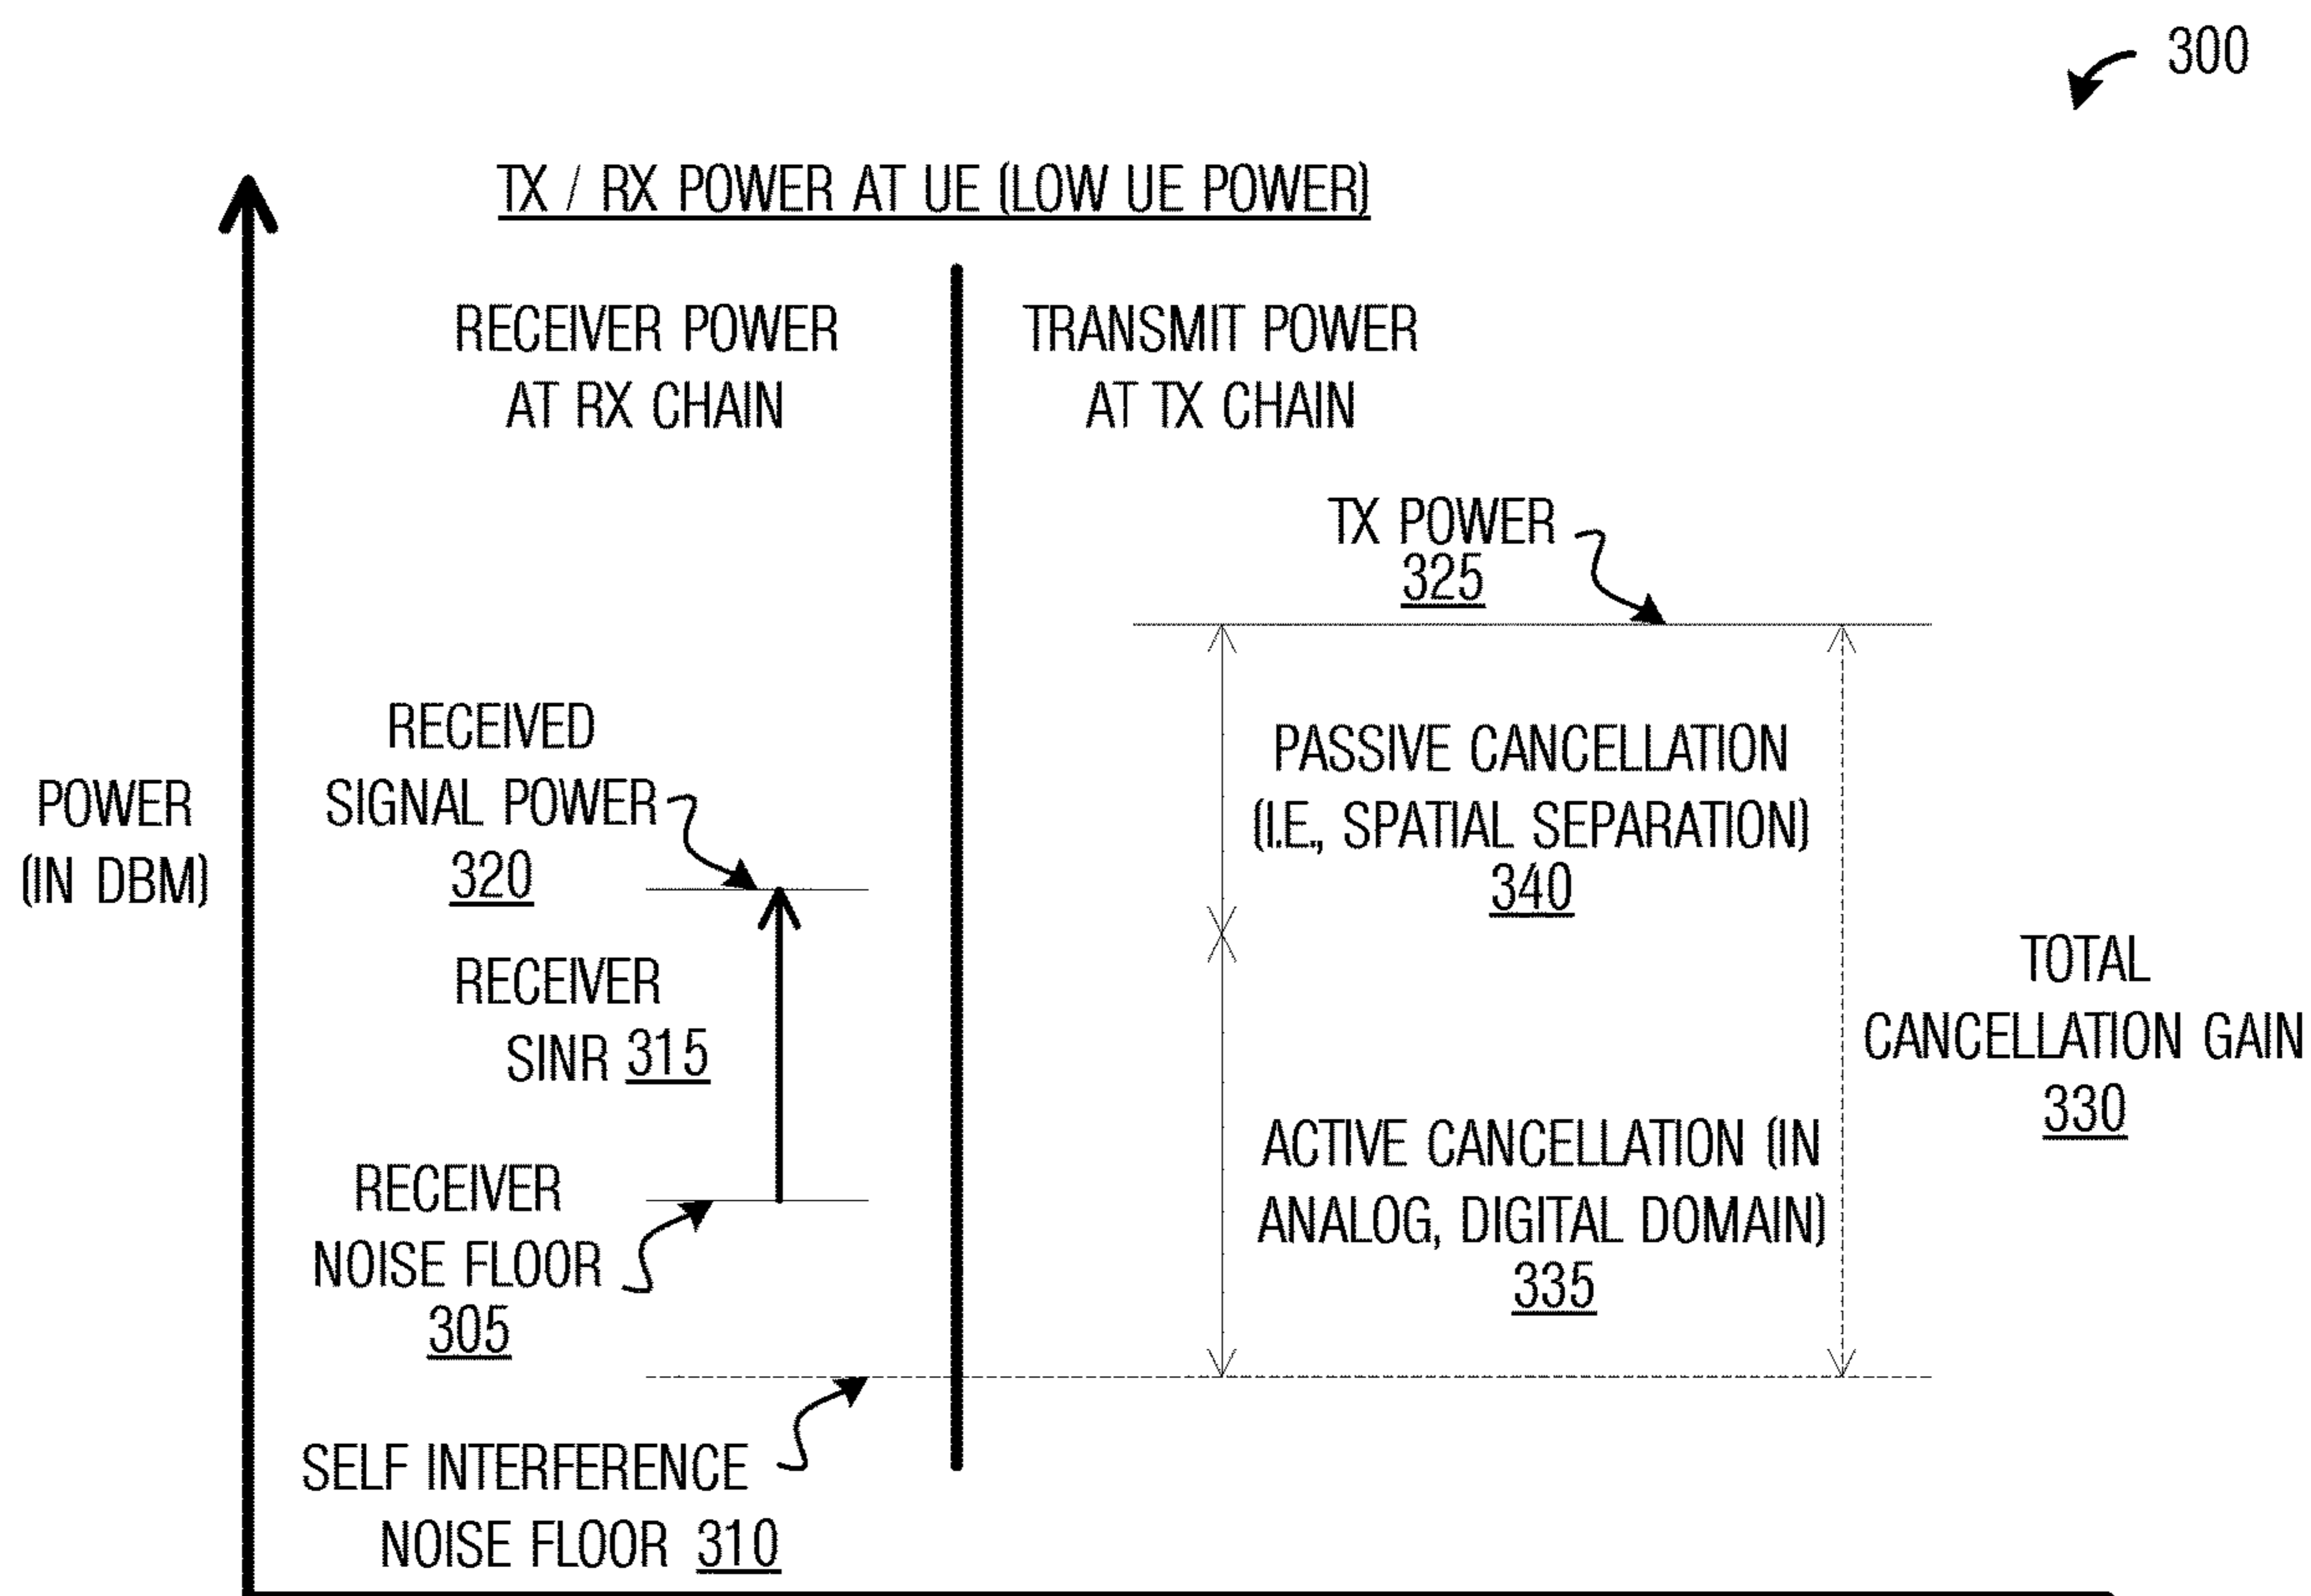 300
TX / RX POWER AT UE (LOW UE POWER)
RECEIVER POWER
AT RX CHAIN
TRANSMIT POWER
AT TX CHAIN
TX POWER
325
RECEIVED
SIGNAL POWER
320
POWER
(IN DBM)
PASSIVE CANCELLATION
(I.E., SPATIAL SEPARATION)
340
RECEIVER
SINR 315
TOTAL
CANCELLATION GAIN
330
RECEIVER
NOISE FLOOR
305
ACTIVE CANCELLATION (IN
ANALOG, DIGITAL DOMAIN)
335
SELF INTERFERENCE
NOISE FLOOR 310